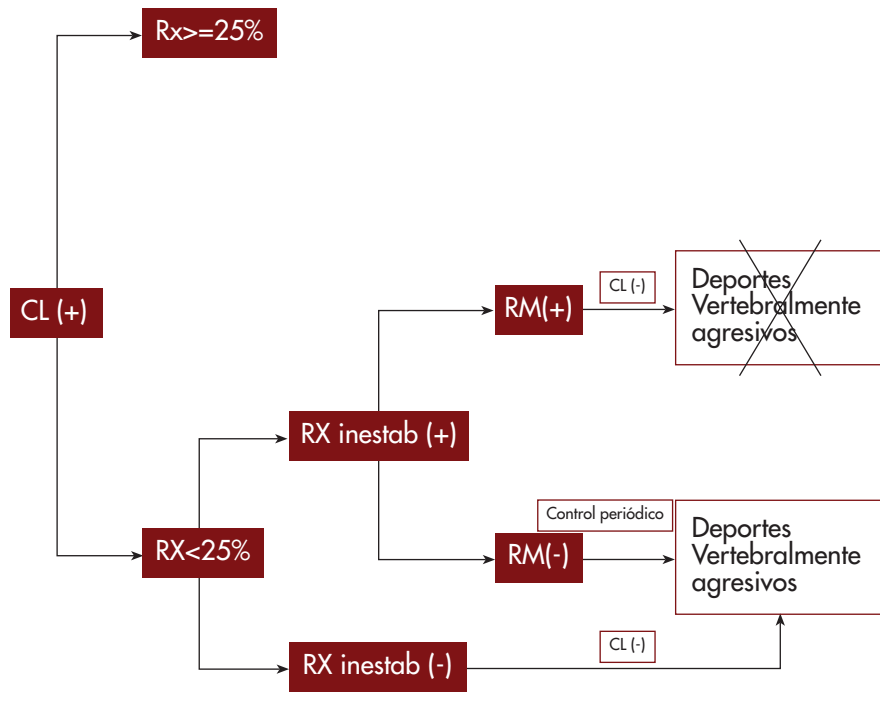 Rx>=25%
CL (+)
RM(+)
CL (-)
Deportes
Vertebralmente
agresivos
RX inestab (+)
RX<25%
Control periódico
RM(-)
Deportes
Vertebralmente
agresivos
RX inestab (-)
CL (-)